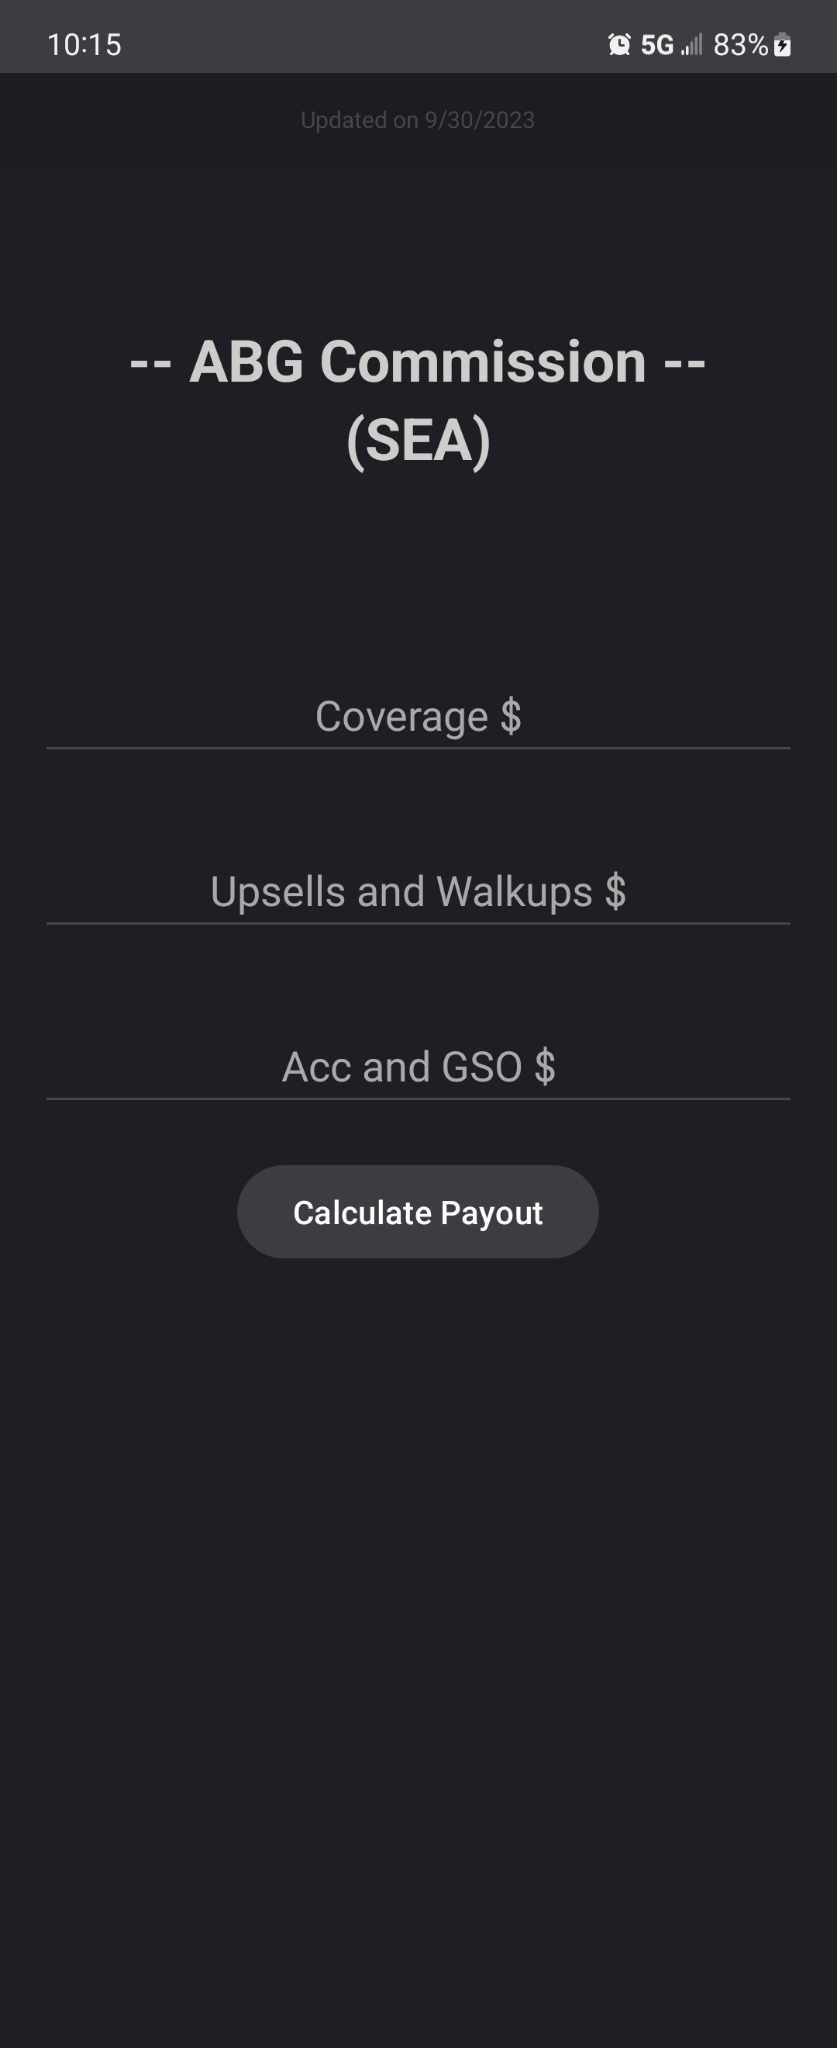 10:15 5G 83%
Updated on 9/30/2023
-- ABG Commission --
(SEA)
Coverage $
Upsells and Walkups $
Acc and GSO $
Calculate Payout